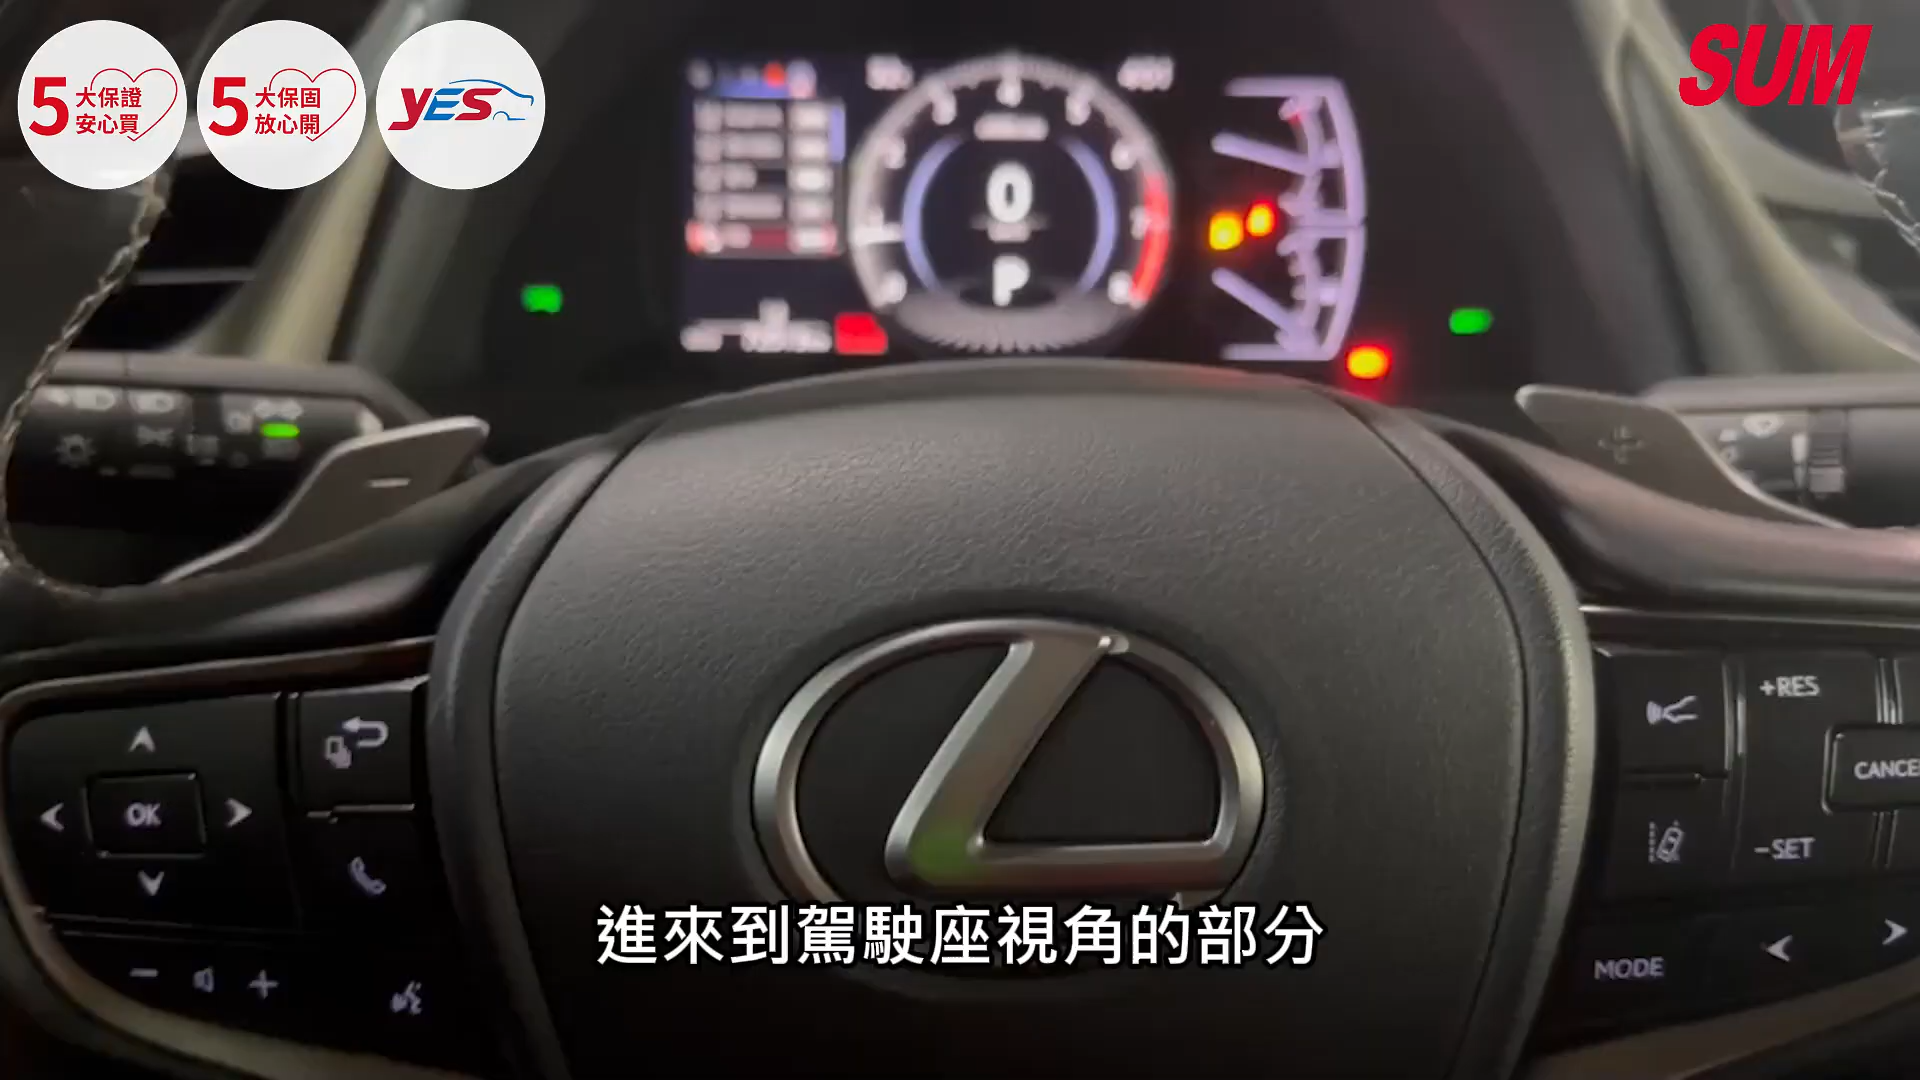 5大保證
安心買
5大保固
放心開
YES
SUM
0
P
OK
+RES
CANCE
-SET
MODE
進來到駕駛座視角的部分